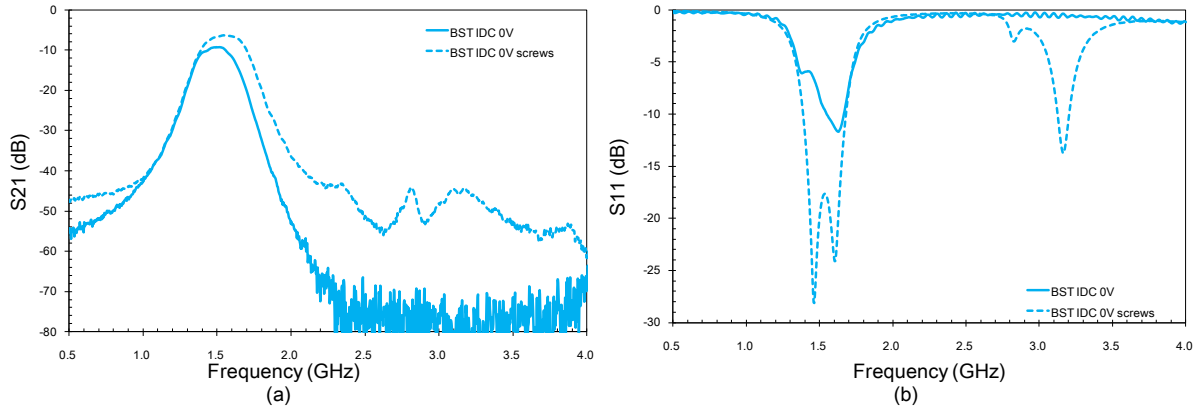 0
-10
-20
-30
-40
-50
-60
-70
-80
S21 (dB)
BST IDC 0V
BST IDC 0V screws
0.5 1.0 1.5 2.0 2.5 3.0 3.5 4.0
Frequency (GHz)
(a)
0
-5
-10
-15
-20
-25
-30
S11 (dB)
BST IDC 0V
BST IDC 0V screws
0.5 1.0 1.5 2.0 2.5 3.0 3.5 4.0
Frequency (GHz)
(b)